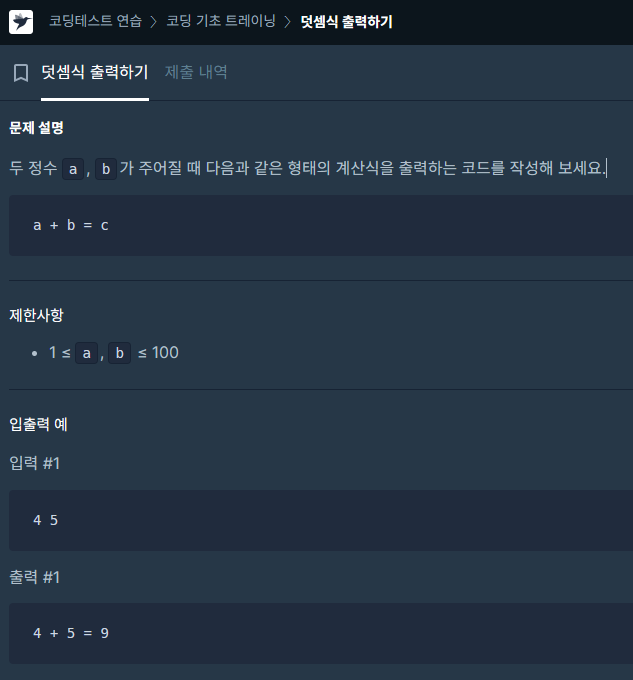 코딩테스트 연습 > 코딩 기초 트레이닝 > 덧셈식 출력하기
덧셈식 출력하기 제출 내역
문제 설명
두 정수 a, b가 주어질 때 다음과 같은 형태의 계산식을 출력하는 코드를 작성해 보세요.
a + b = c
제한사항
• 1 ≤ a, b ≤ 100
입출력 예
입력 #1
4 5
출력 #1
4 + 5 = 9